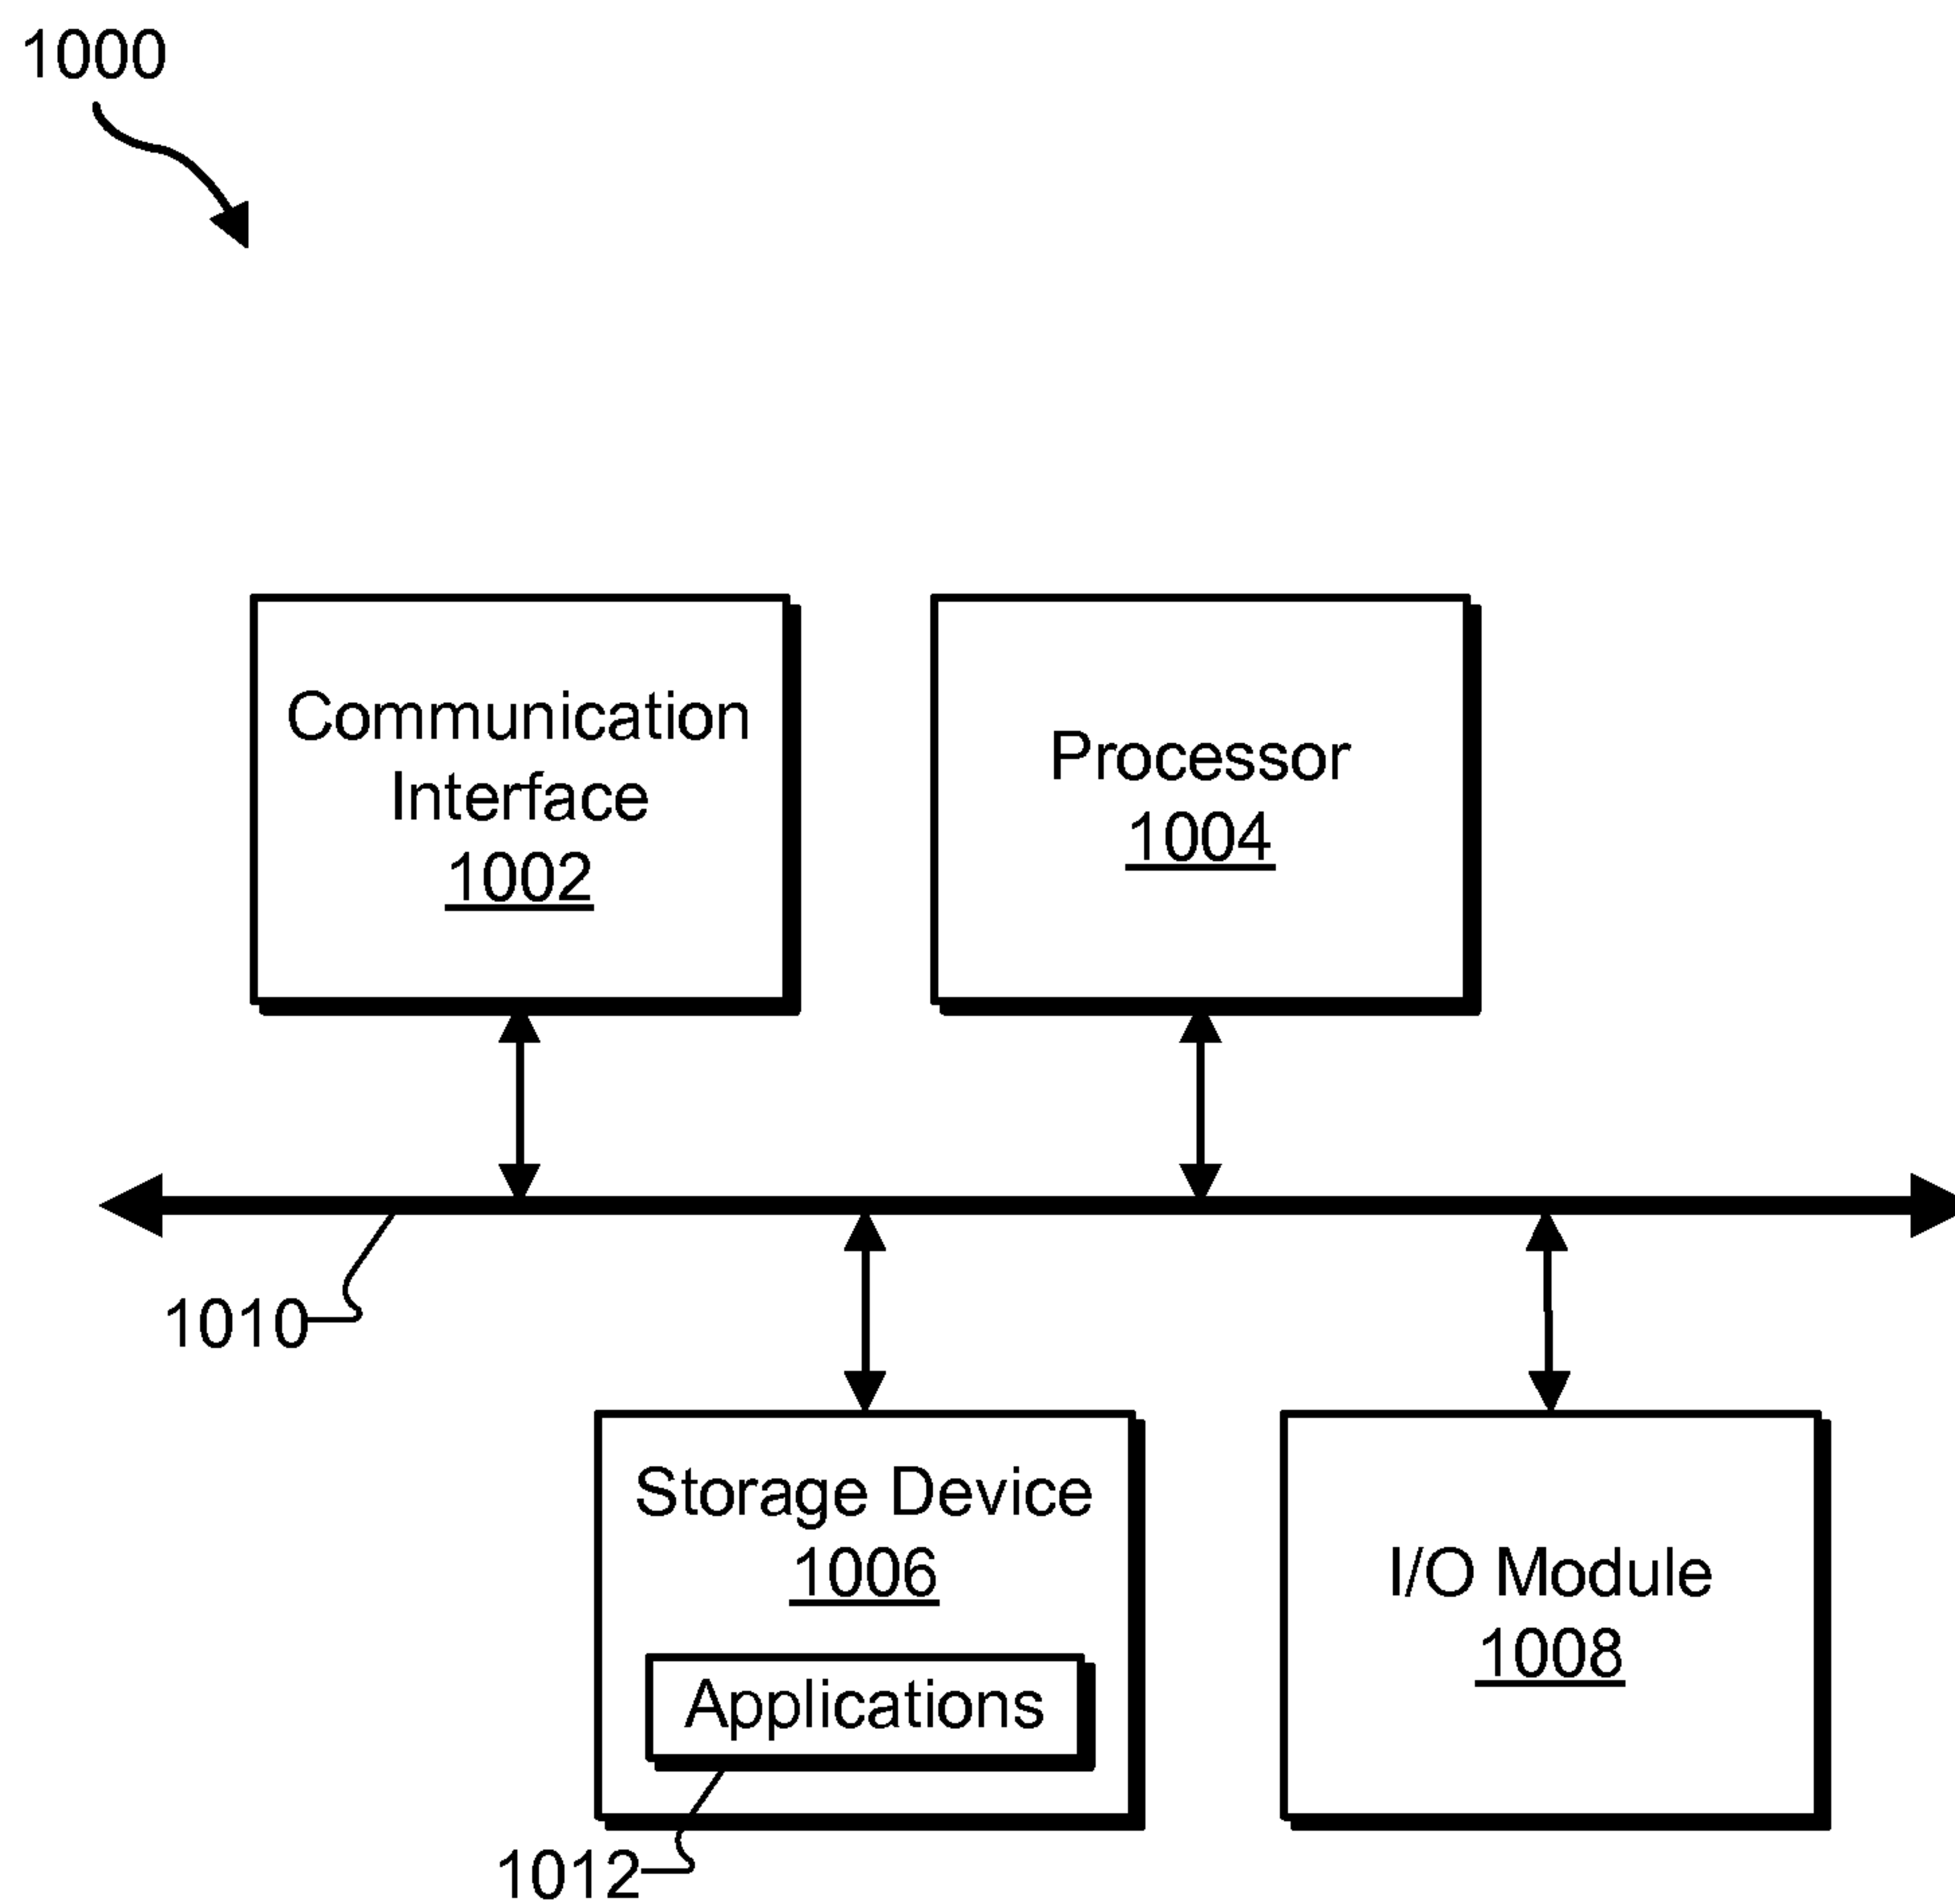 1000
Communication
Interface
1002
Processor
1004
1010
Storage Device
1006
Applications
1012
I/O Module
1008